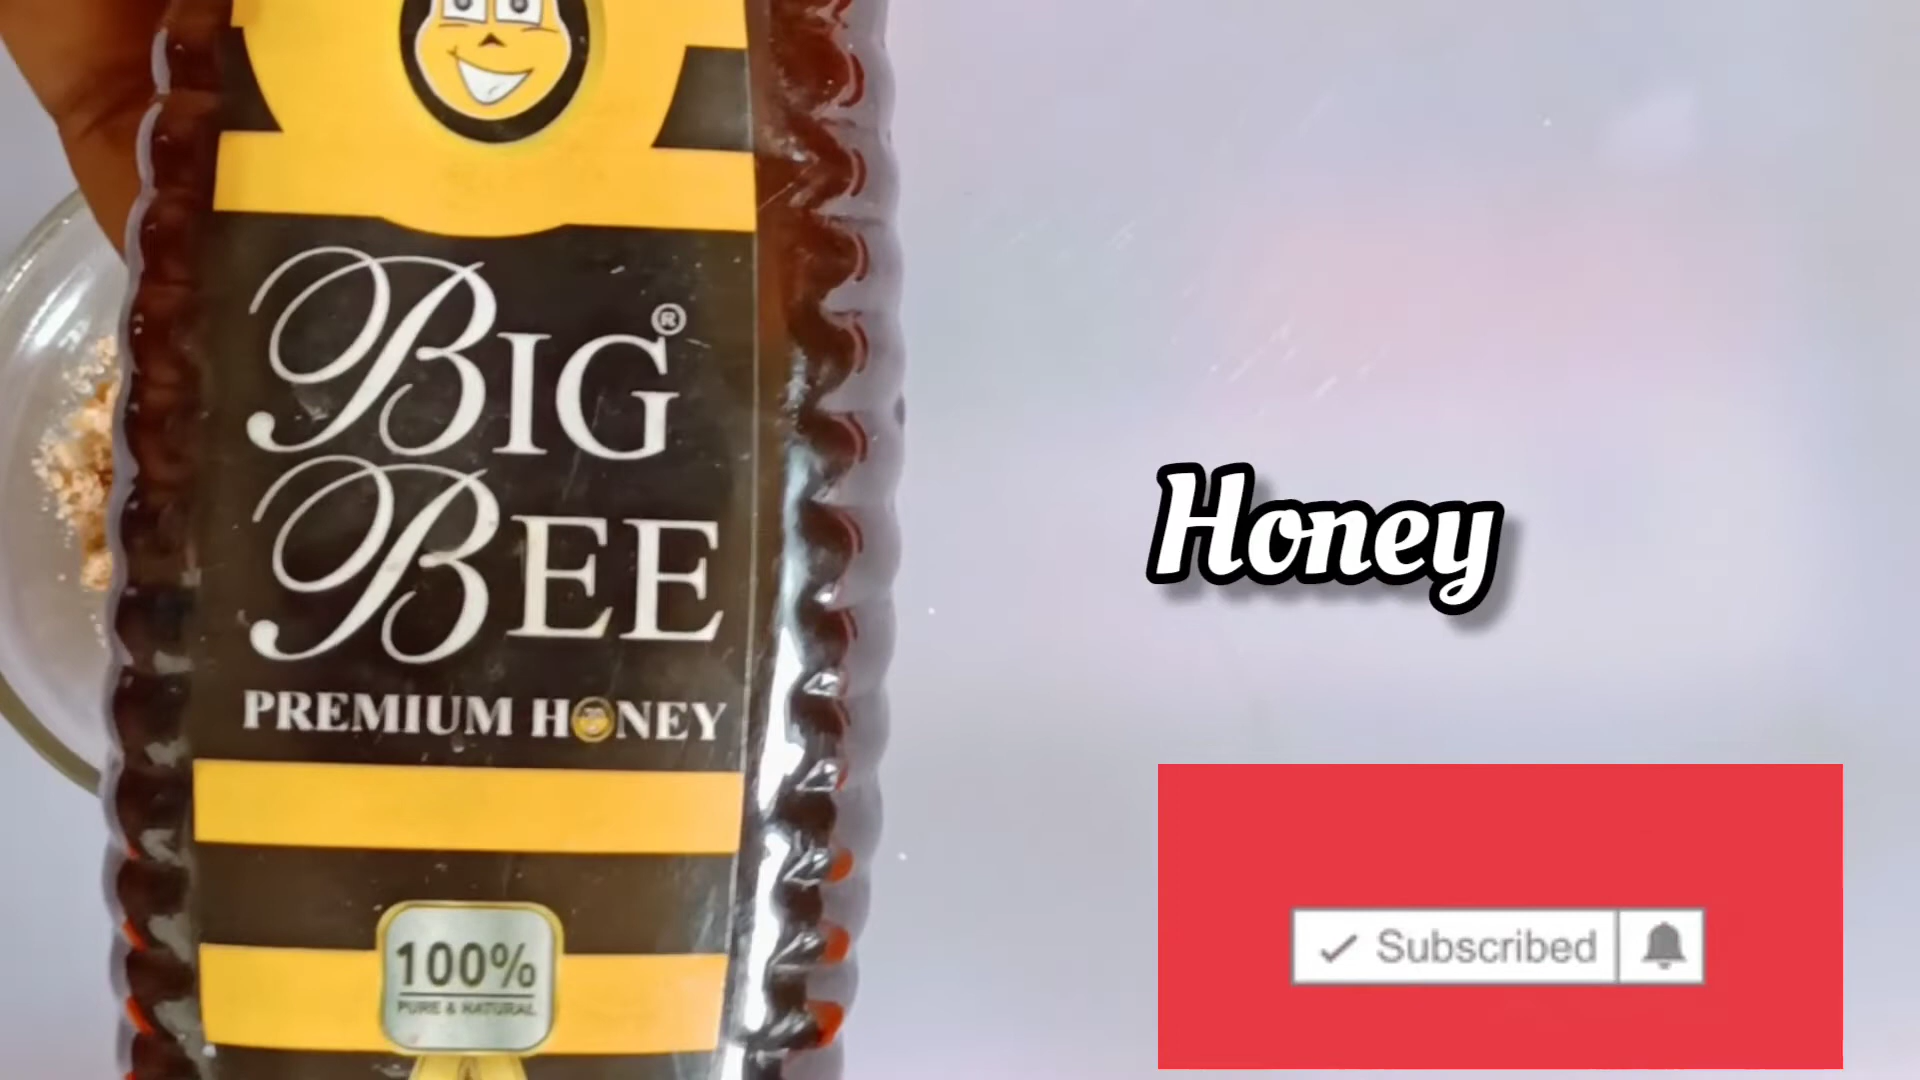 BIG®
BEE
PREMIUM HONEY
100%
PURE & NATURAL
Honey
Subscribed